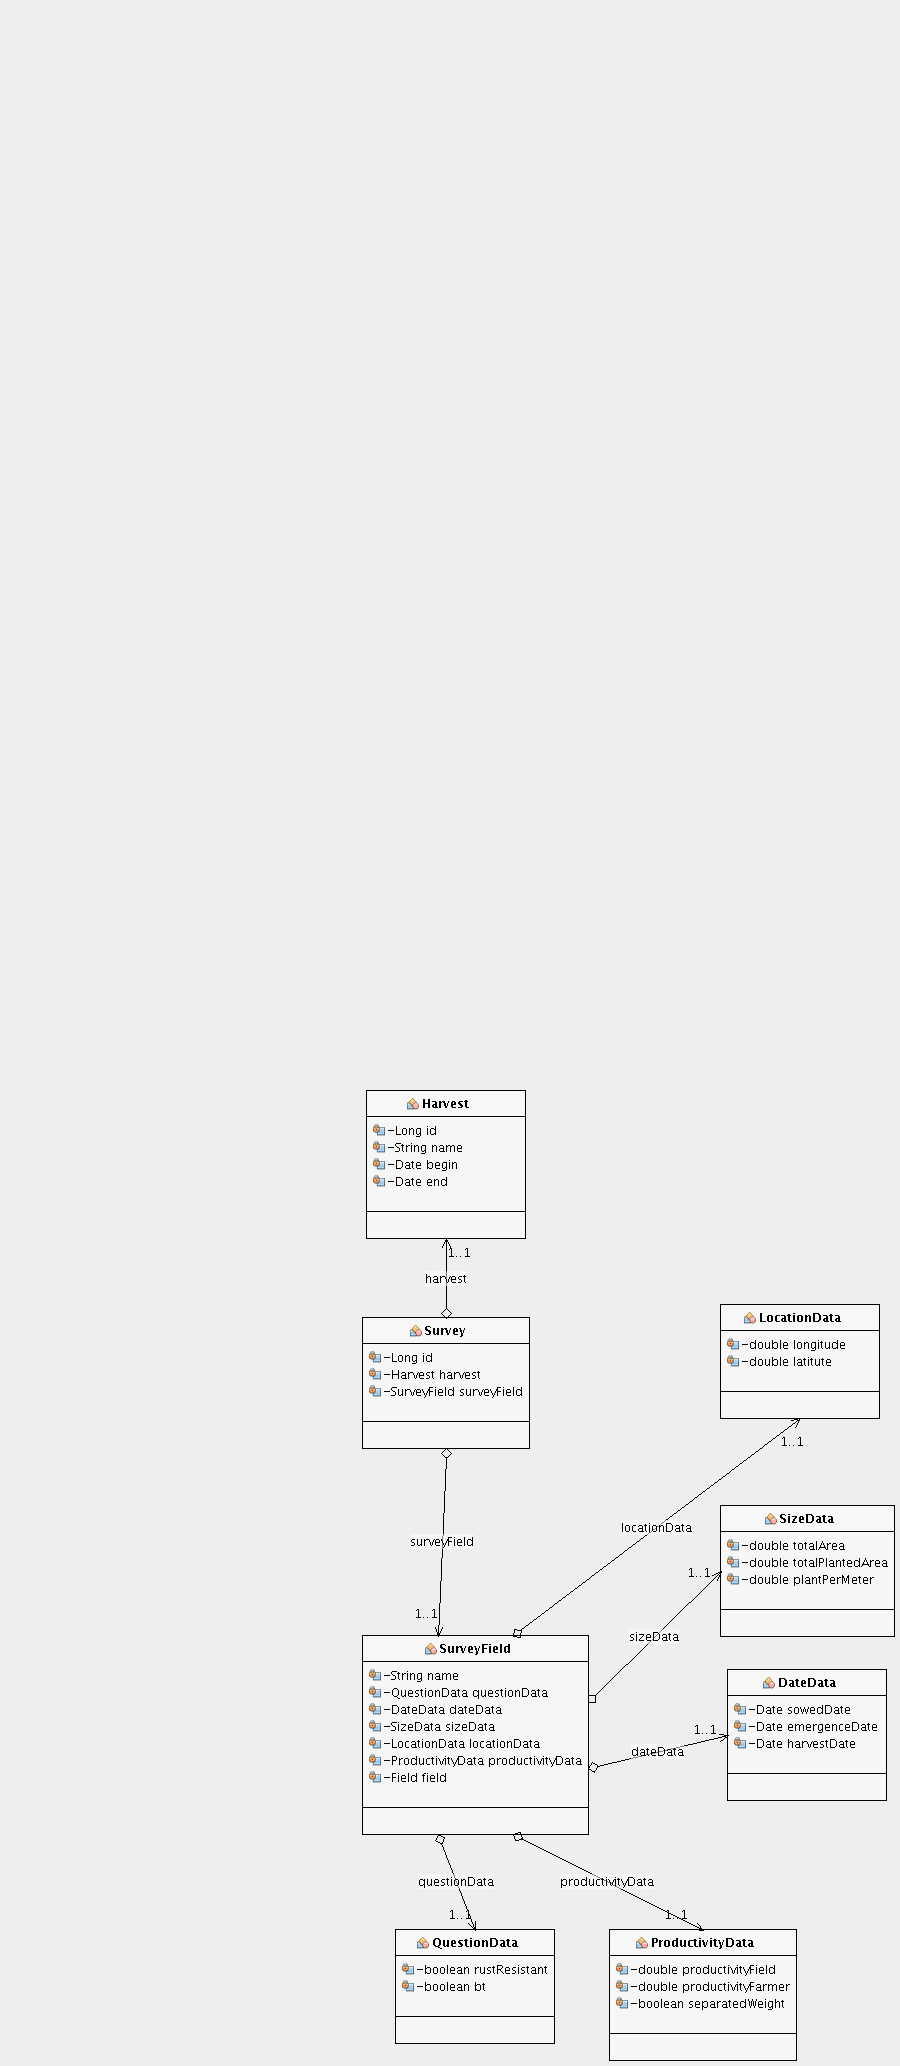 Harvest
-Long id
-String name
-Date begin
-Date end
1..1
harvest
Survey
-Long id
-Harvest harvest
-SurveyField surveyField
LocationData
-double longitude
-double latitute
1..1
locationData
surveyField
1..1
SizeData
-double totalArea
-double totalPlantedArea
-double plantPerMeter
1..1
sizeData
SurveyField
-String name
-QuestionData questionData
-DateData dateData
-SizeData sizeData
-LocationData locationData
-ProductivityData productivityData
-Field field
DateData
-Date sowedDate
-Date emergenceDate
-Date harvestDate
1..1
dateData
questionData
1..1
productivityData
1..1
QuestionData
-boolean rustResistant
-boolean bt
ProductivityData
-double productivityField
-double productivityFarmer
-boolean separatedWeight